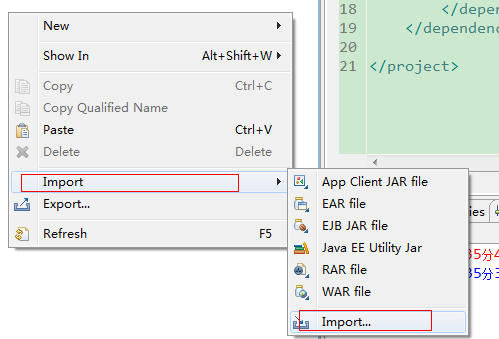 New
Show In Alt+Shift+W
Copy Ctrl+C
Copy Qualified Name
Paste Ctrl+V
Delete Delete
Import
Export...
Refresh F5
App Client JAR file
EAR file
EJB JAR file
Java EE Utility Jar
RAR file
WAR file
Import...
18 </depen
19 </dependenc
20
21 </project>
ies
35分4
35分3